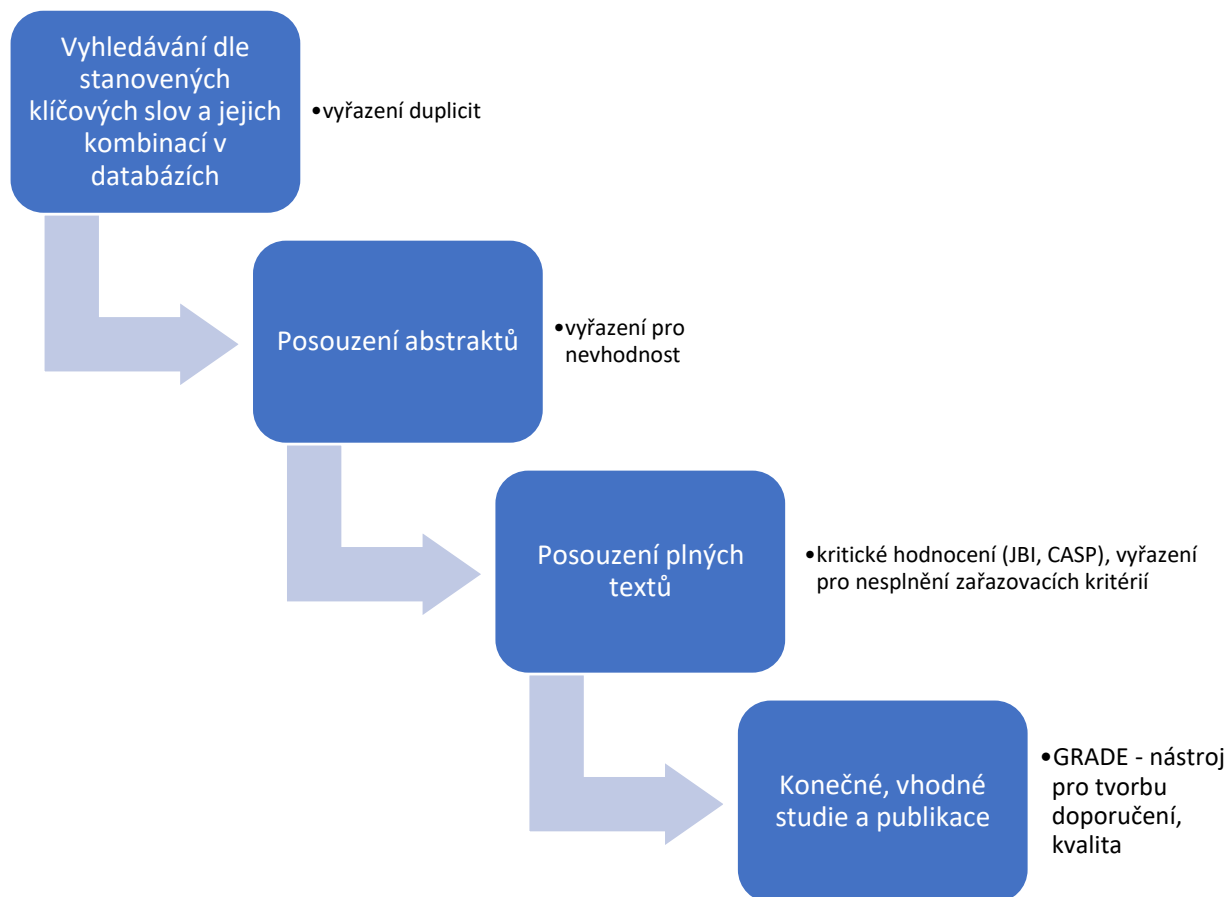 Vyhledávání dle
stanovených
klíčových slov a jejich
kombinací v
databázích
•vyřazení duplicit
Posouzení abstraktů
•vyřazení pro
nevhodnost
Posouzení plných
textů
•kritické hodnocení (JBI, CASP), vyřazení
pro nesplnění zařazovacích kritérií
Konečné, vhodné
studie a publikace
•GRADE - nástroj
pro tvorbu
doporučení,
kvalita